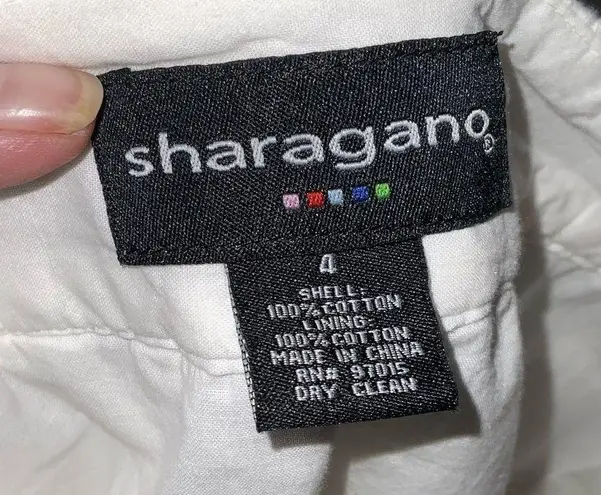 sharagano®
4
SHELL:
100% COTTON
LINING:
100% COTTON
MADE IN CHINA
RN# 97015
DRY CLEAN